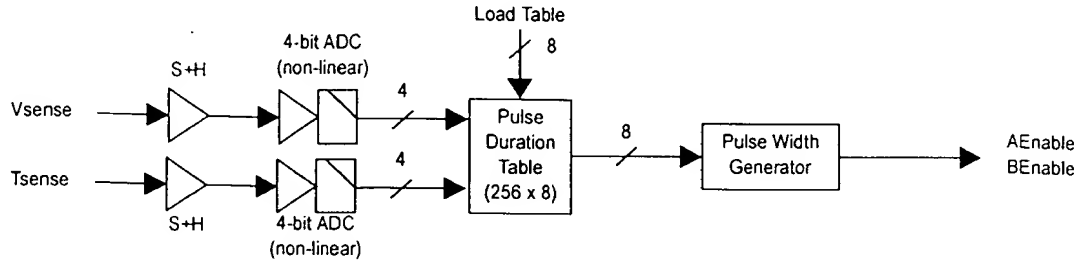 Load Table
8
4-bit ADC
(non-linear)
S+H
Vsense
4
Pulse
Duration
Table
(256 x 8)
8
Pulse Width
Generator
AEnable
BEnable
Tsense
4
S+H
4-bit ADC
(non-linear)